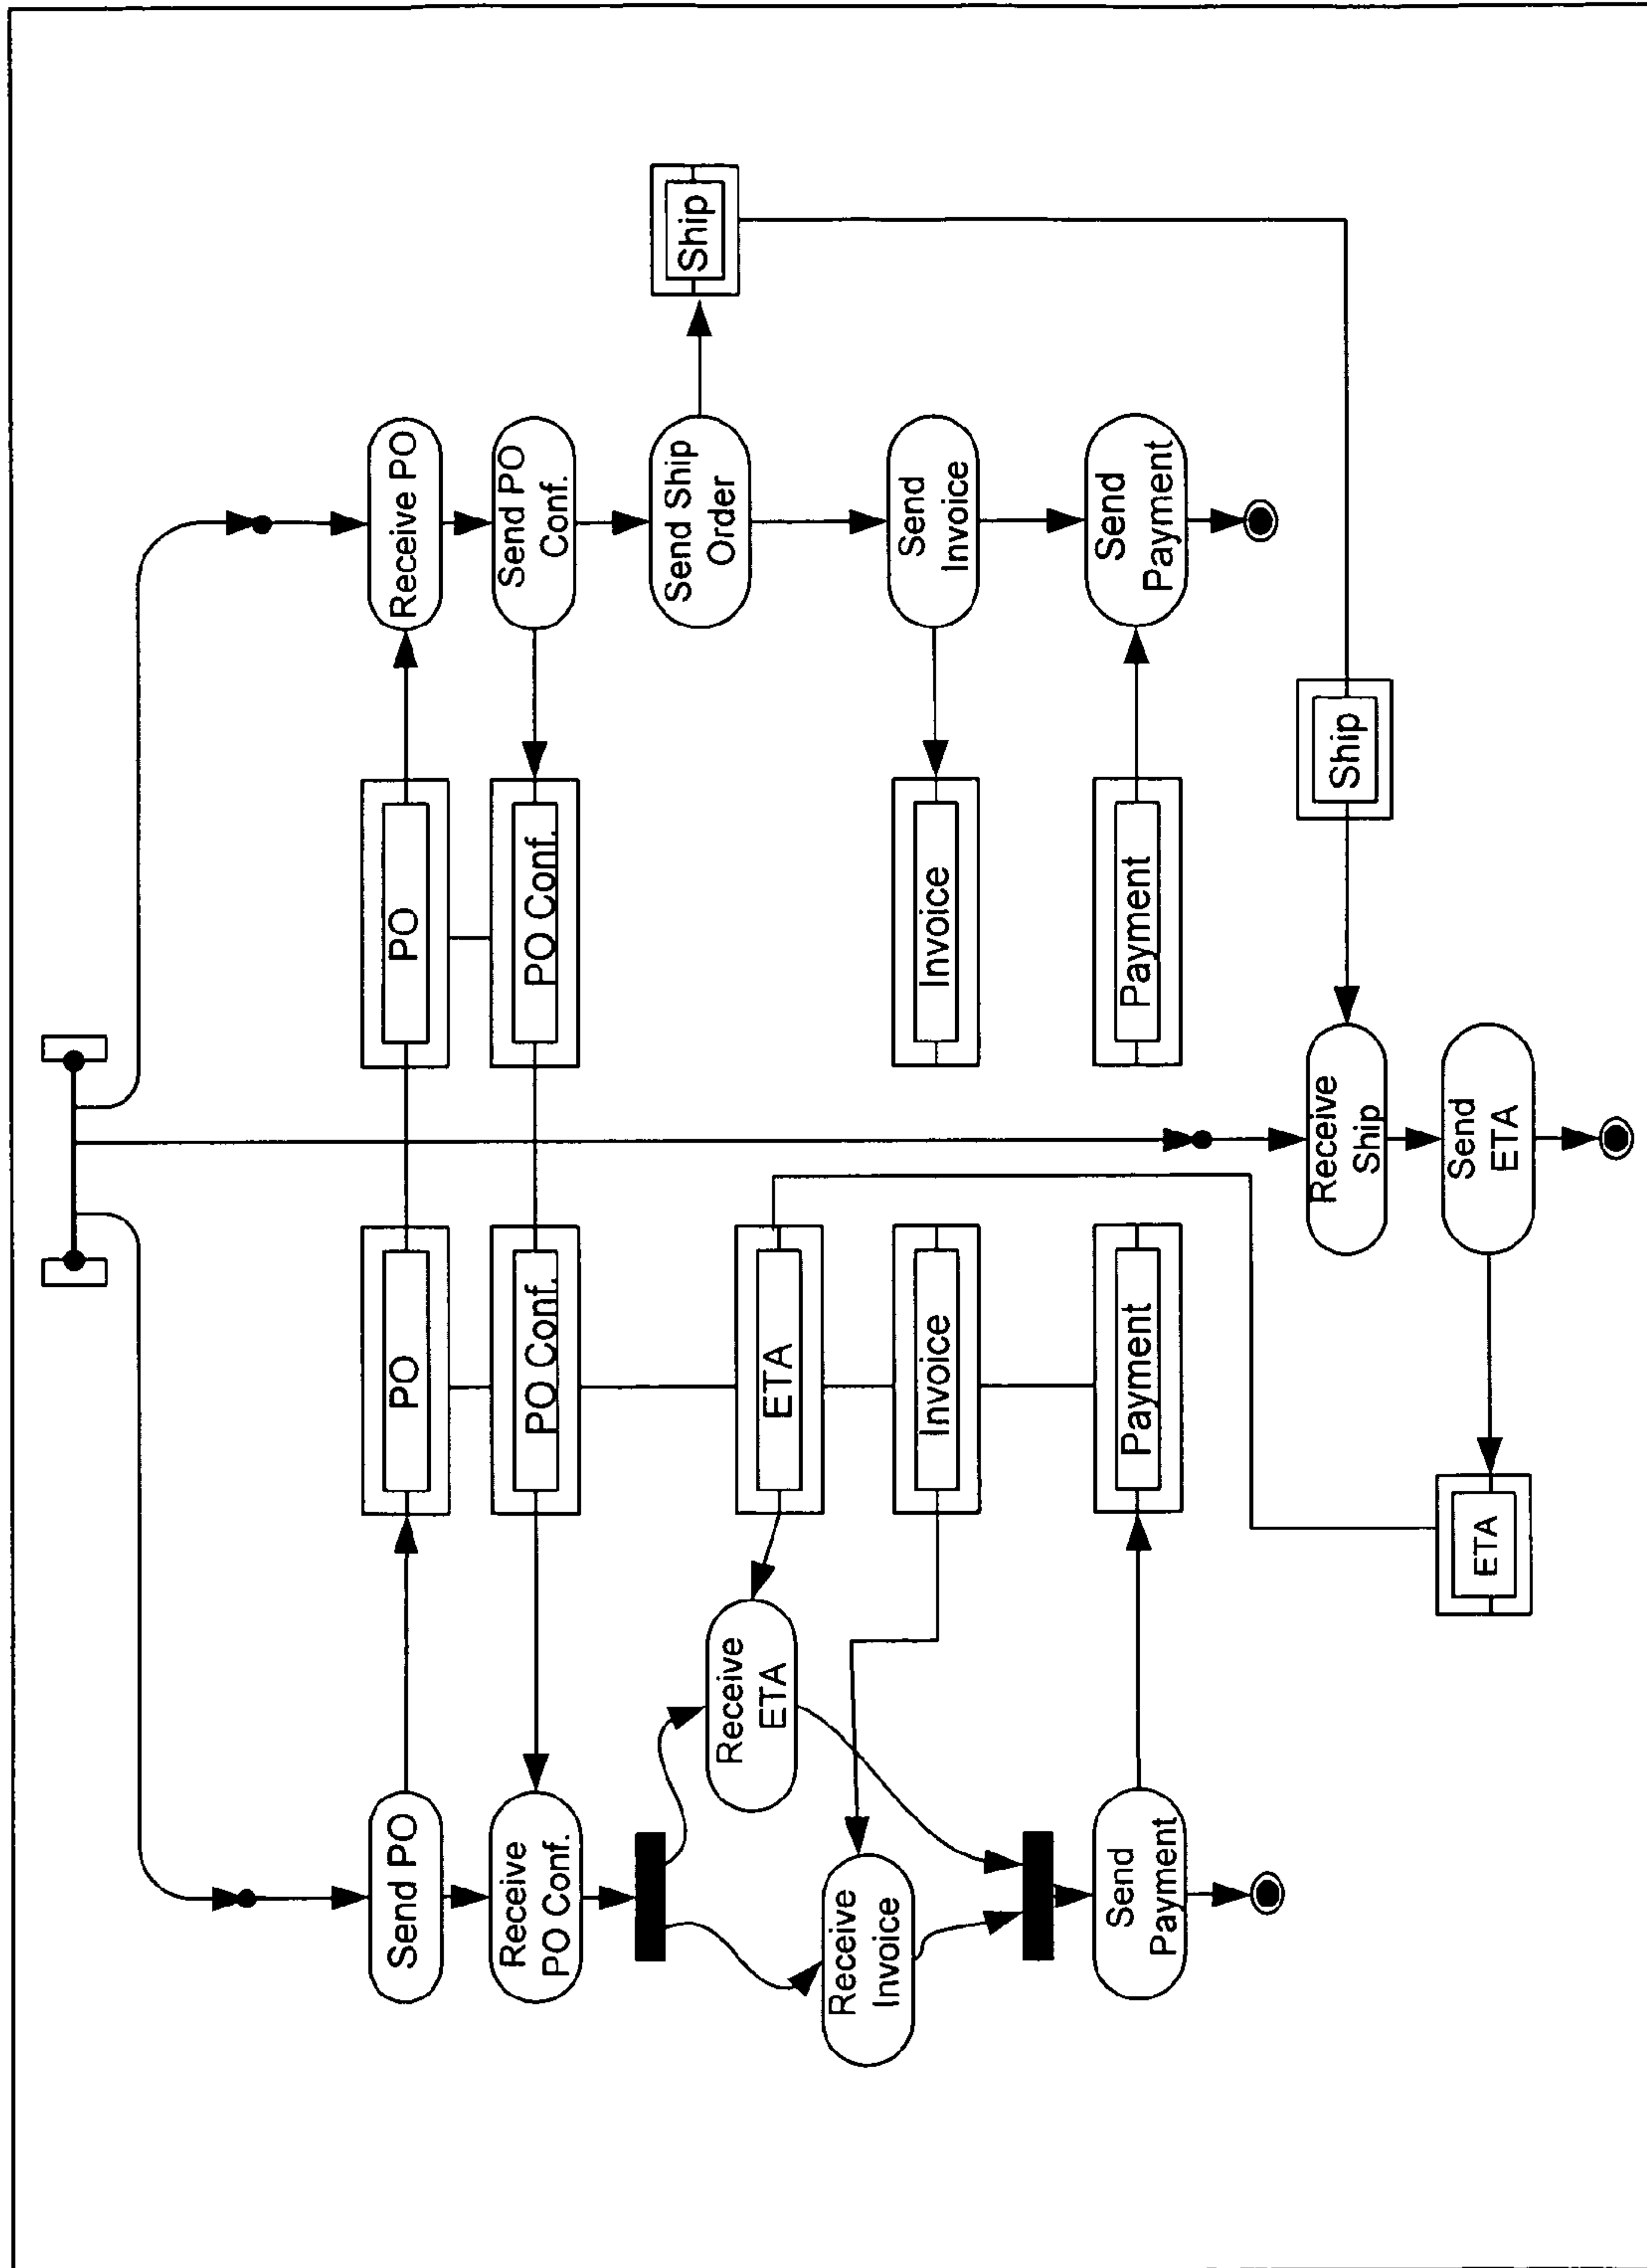 Send PO
PO
PO
Receive PO
Receive
PO Conf.
PO Conf.
PO Conf.
Send PO
Conf.
Send Ship
Order
Ship
Receive
ETA
ETA
Receive
Invoice
Invoice
Invoice
Send
Invoice
Send
Payment
Payment
Payment
Send
Payment
Receive
Ship
Ship
ETA
Send
ETA